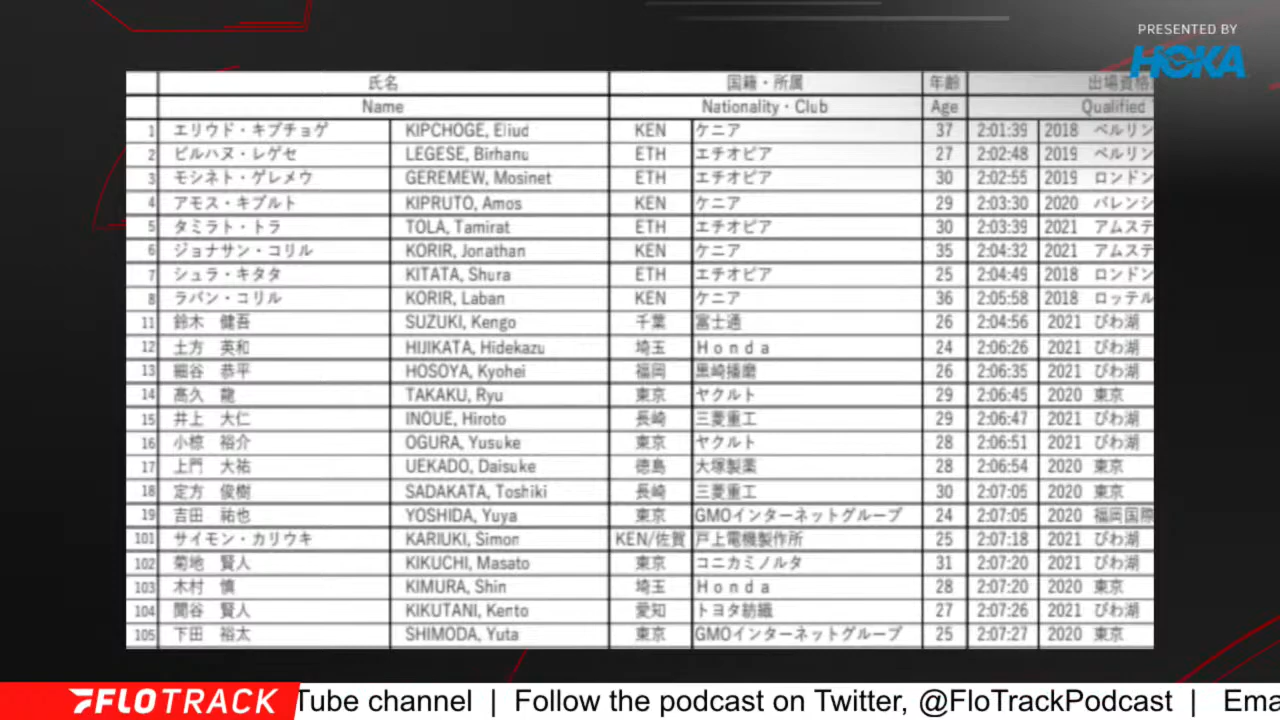 PRESENTED BY
HOKA
氏名 国籍・所属 年齢 出場資格
Name Nationality・Club Age Qualified
1 エリウド・キプチョゲ KIPCHOGE, Eliud KEN ケニア 37 2:01:39 2018 ベルリン
2 ビルハヌ・レゲセ LEGESE, Birhanu ETH エチオピア 27 2:02:48 2019 ベルリン
3 モシネト・ゲレメウ GEREMEW, Mosinet ETH エチオピア 30 2:02:55 2019 ロンドン
4 アモス・キプルト KIPRUTO, Amos KEN ケニア 29 2:03:30 2020 バレンシ
5 タミラト・トラ TOLA, Tamirat ETH エチオピア 30 2:03:39 2021 アムステ
6 ジョナサン・コリル KORIR, Jonathan KEN ケニア 35 2:04:32 2021 アムステ
7 シュラ・キタタ KITATA, Shura ETH エチオピア 25 2:04:49 2018 ロンドン
8 ラバン・コリル KORIR, Laban KEN ケニア 36 2:05:58 2018 ロッテル
11 鈴木 健吾 SUZUKI, Kengo 千葉 富士通 26 2:04:56 2021 びわ湖
12 土方 英和 HIJIKATA, Hidekazu 埼玉 Honda 24 2:06:26 2021 びわ湖
13 細谷 恭平 HOSOYA, Kyohei 福岡 黒崎播磨 26 2:06:35 2021 びわ湖
14 髙久 龍 TAKAKU, Ryu 東京 ヤクルト 29 2:06:45 2020 東京
15 井上 大仁 INOUE, Hiroto 長崎 三菱重工 29 2:06:47 2021 びわ湖
16 小椋 裕介 OGURA, Yusuke 東京 ヤクルト 28 2:06:51 2021 びわ湖
17 上門 大祐 UEKADO, Daisuke 徳島 大塚製薬 28 2:06:54 2020 東京
18 定方 俊樹 SADAKATA, Toshiki 長崎 三菱重工 30 2:07:05 2020 東京
19 吉田 祐也 YOSHIDA, Yuya 東京 GMOインターネットグループ 24 2:07:05 2020 福岡国際
101 サイモン・カリウキ KARIUKI, Simon KEN/佐賀 戸上電機製作所 25 2:07:18 2021 びわ湖
102 菊地 賢人 KIKUCHI, Masato 東京 コニカミノルタ 31 2:07:20 2021 びわ湖
103 木村 慎 KIMURA, Shin 埼玉 Honda 28 2:07:20 2020 東京
104 聞谷 賢人 KIKUTANI, Kento 愛知 トヨタ紡織 27 2:07:26 2021 びわ湖
105 下田 裕太 SHIMODA, Yuta 東京 GMOインターネットグループ 25 2:07:27 2020 東京
FLOTRACK Tube channel | Follow the podcast on Twitter, @FloTrackPodcast | Ema